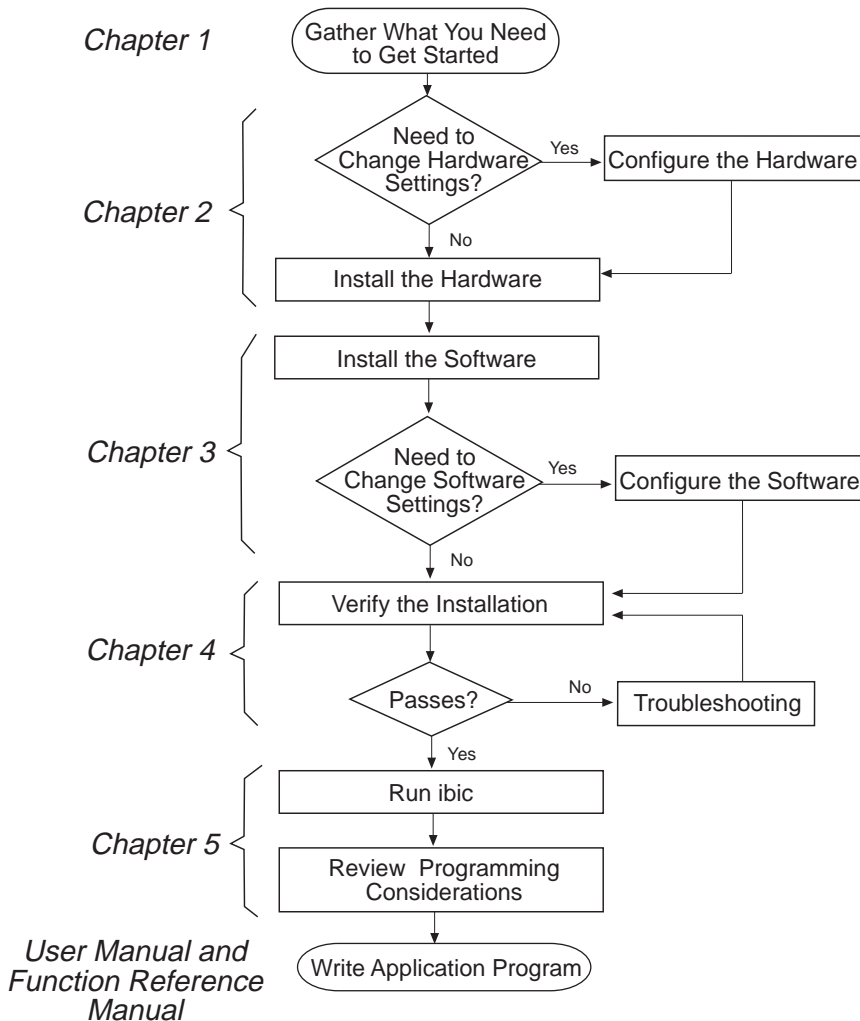 Chapter 1
Gather What You Need
to Get Started
Chapter 2
Need to
Change Hardware
Settings?
Yes
Configure the Hardware
No
Install the Hardware
Chapter 3
Install the Software
Need to
Change Software
Settings?
Yes
Configure the Software
No
Chapter 4
Verify the Installation
Passes?
No
Troubleshooting
Yes
Chapter 5
Run ibic
Review Programming
Considerations
User Manual and
Function Reference
Manual
Write Application Program